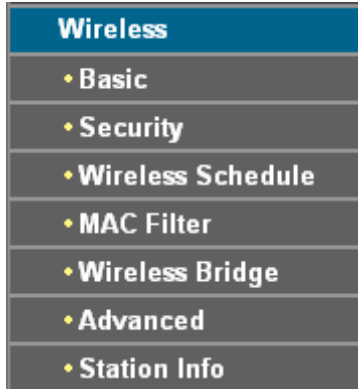 Wireless
• Basic
• Security
• Wireless Schedule
• MAC Filter
• Wireless Bridge
• Advanced
• Station Info